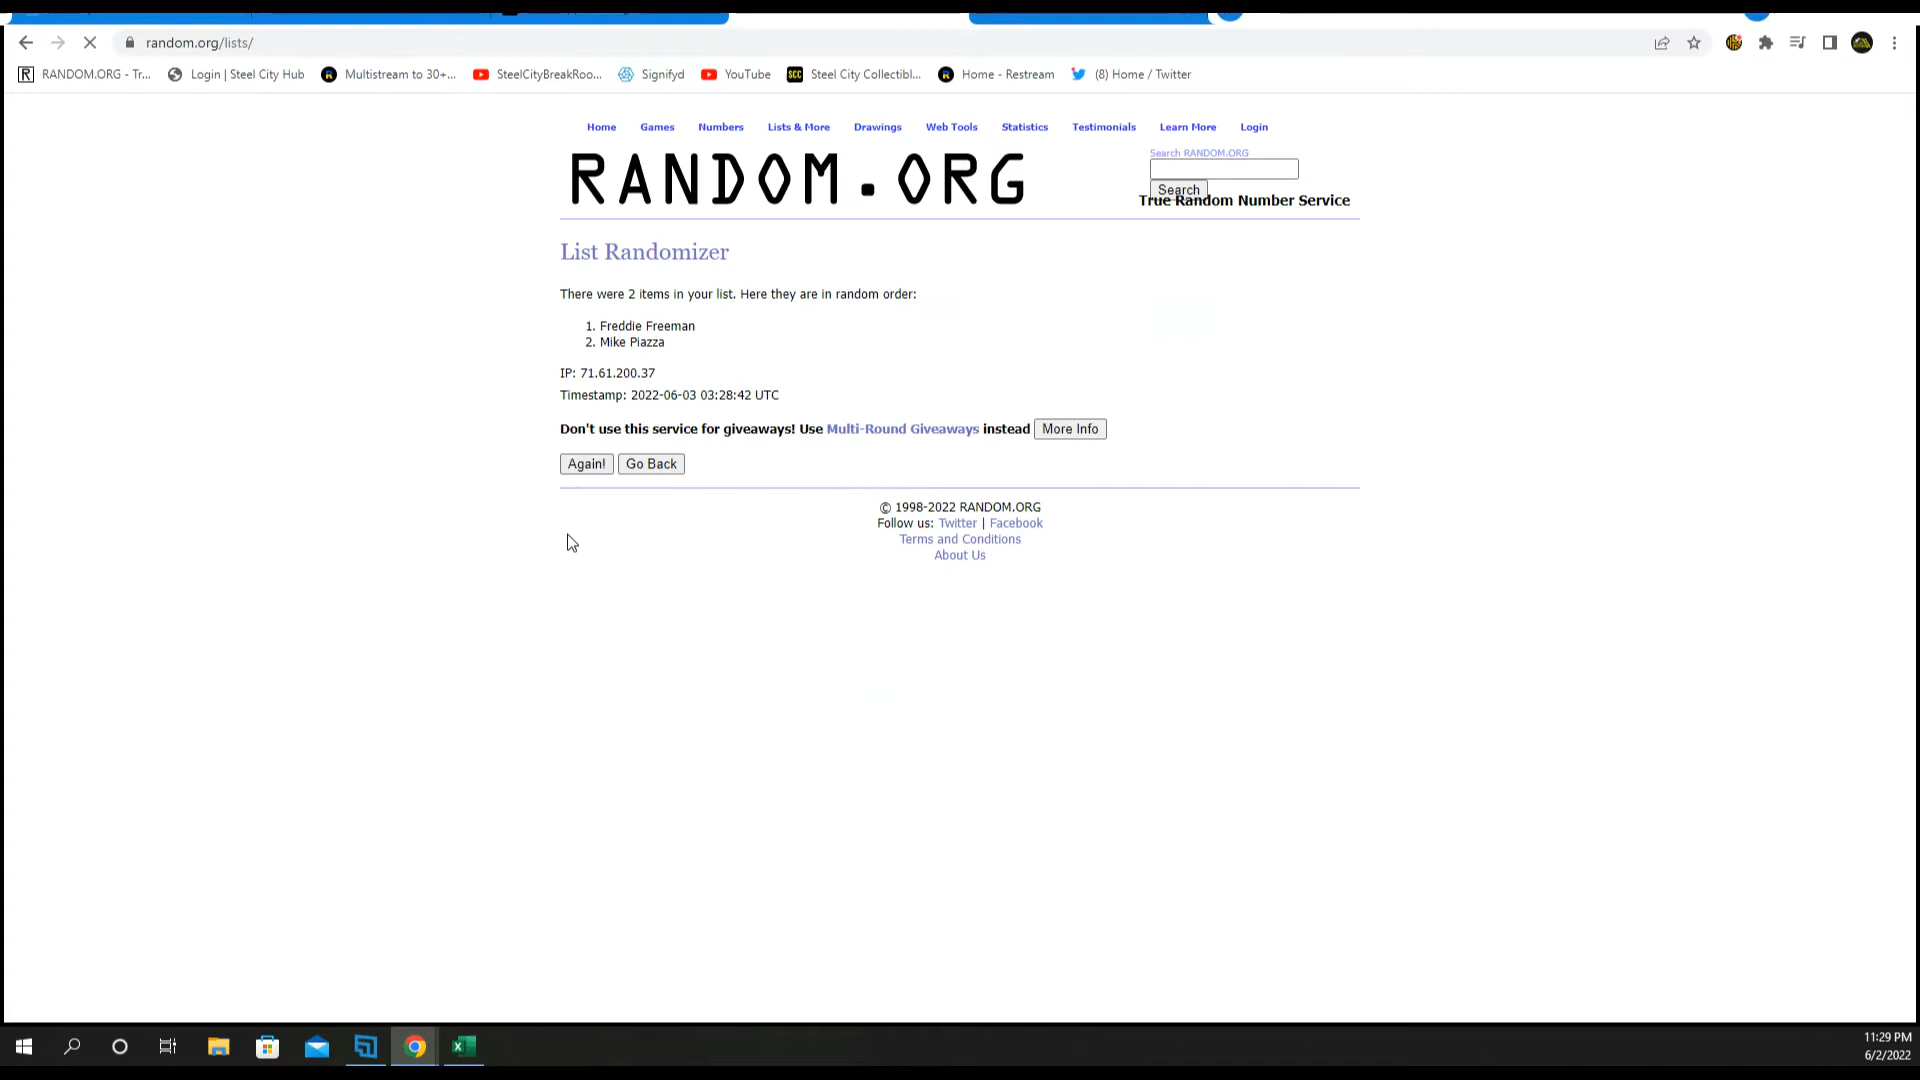 random.org/lists/
RANDOM.ORG - Tr...
Login | Steel City Hub
Multistream to 30+...
SteelCityBreakRoo...
Signifyd
YouTube
SCC
Steel City Collectibl...
Home - Restream
(8) Home / Twitter
Home
Games
Numbers
Lists & More
Drawings
Web Tools
Statistics
Testimonials
Learn More
Login
RANDOM.ORG
Search RANDOM.ORG
Search
True Random Number Service
List Randomizer
There were 2 items in your list. Here they are in random order:
1. Freddie Freeman
2. Mike Piazza
IP: 71.61.200.37
Timestamp: 2022-06-03 03:28:42 UTC
Don't use this service for giveaways! Use Multi-Round Giveaways instead
More Info
Again!
Go Back
© 1998-2022 RANDOM.ORG
Follow us: Twitter | Facebook
Terms and Conditions
About Us
11:29 PM
6/2/2022